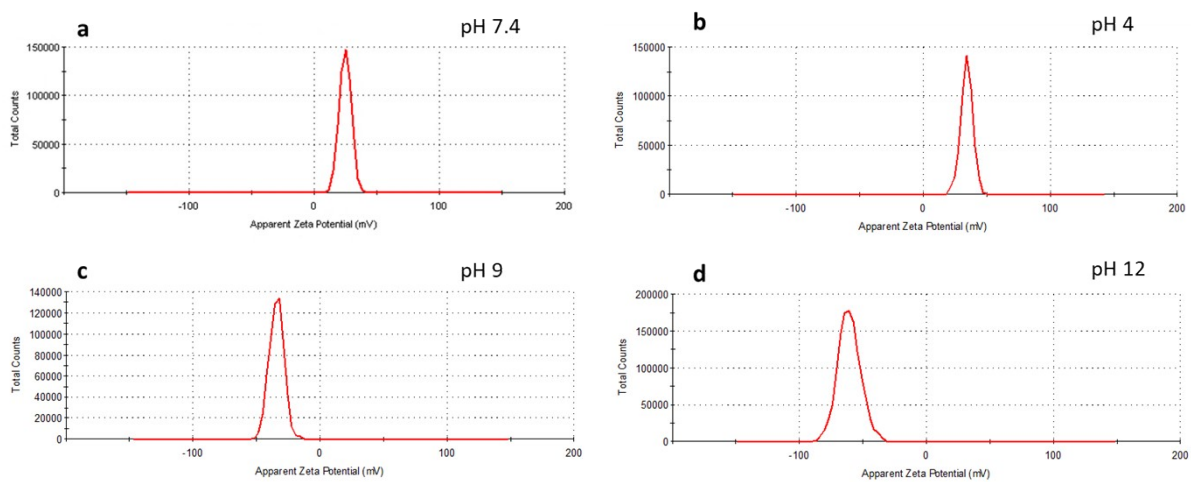 a
pH 7.4
150000
100000
50000
0
-100
0
100
200
Total Counts
Apparent Zeta Potential (mV)
b
pH 4
150000
100000
50000
0
-100
0
100
200
Total Counts
Apparent Zeta Potential (mV)
c
pH 9
140000
120000
100000
80000
60000
40000
20000
0
-100
0
100
200
Total Counts
Apparent Zeta Potential (mV)
d
pH 12
200000
150000
100000
50000
0
-100
0
100
200
Total Counts
Apparent Zeta Potential (mV)